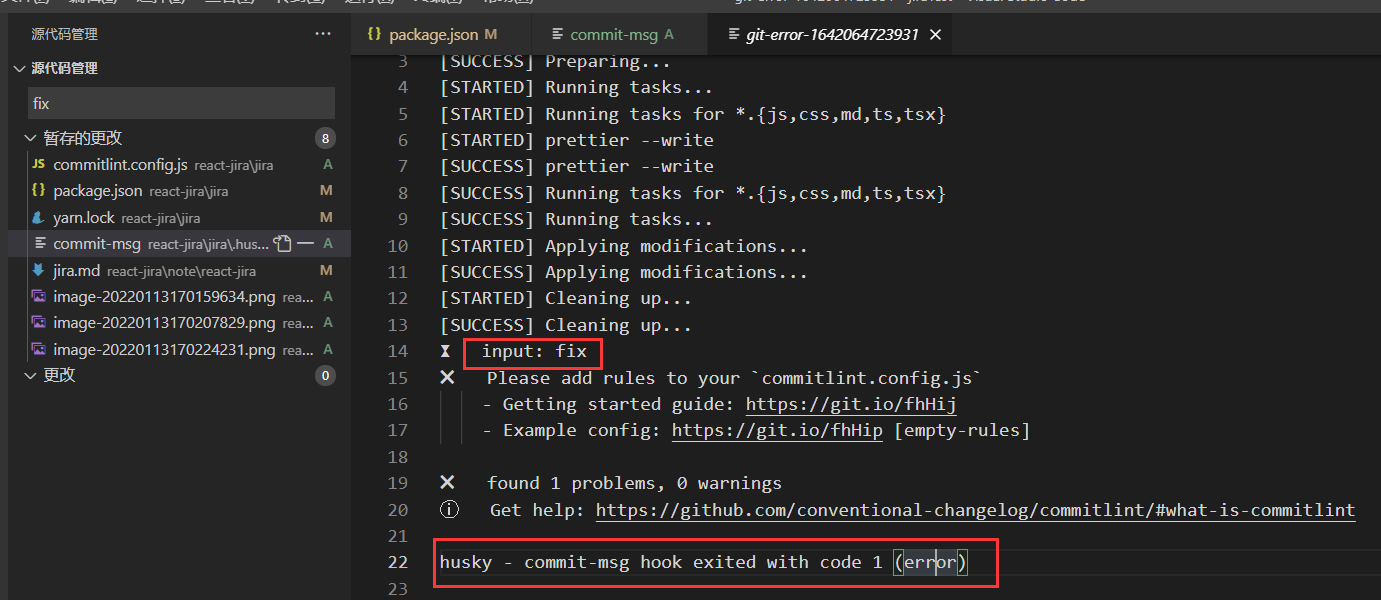 源代码管理
源代码管理
fix
暂存的更改 8
JS commitlint.config.js react-jira\jira A
{} package.json react-jira\jira M
yarn.lock react-jira\jira M
commit-msg react-jira\jira\.hus... A
jira.md react-jira\note\react-jira M
image-20220113170159634.png rea... A
image-20220113170207829.png rea... A
image-20220113170224231.png rea... A
更改 0
{} package.json M
commit-msg A
git-error-1642064723931
3 [SUCCESS] Preparing...
4 [STARTED] Running tasks...
5 [STARTED] Running tasks for *.{js,css,md,ts,tsx}
6 [STARTED] prettier --write
7 [SUCCESS] prettier --write
8 [SUCCESS] Running tasks for *.{js,css,md,ts,tsx}
9 [SUCCESS] Running tasks...
10 [STARTED] Applying modifications...
11 [SUCCESS] Applying modifications...
12 [STARTED] Cleaning up...
13 [SUCCESS] Cleaning up...
14 ⧗ input: fix
15 ✖ Please add rules to your `commitlint.config.js`
16 - Getting started guide: https://git.io/fhHij
17 - Example config: https://git.io/fhHip [empty-rules]
18
19 ✖ found 1 problems, 0 warnings
20 ⓘ Get help: https://github.com/conventional-changelog/commitlint/#what-is-commitlint
21
22 husky - commit-msg hook exited with code 1 (error)
23